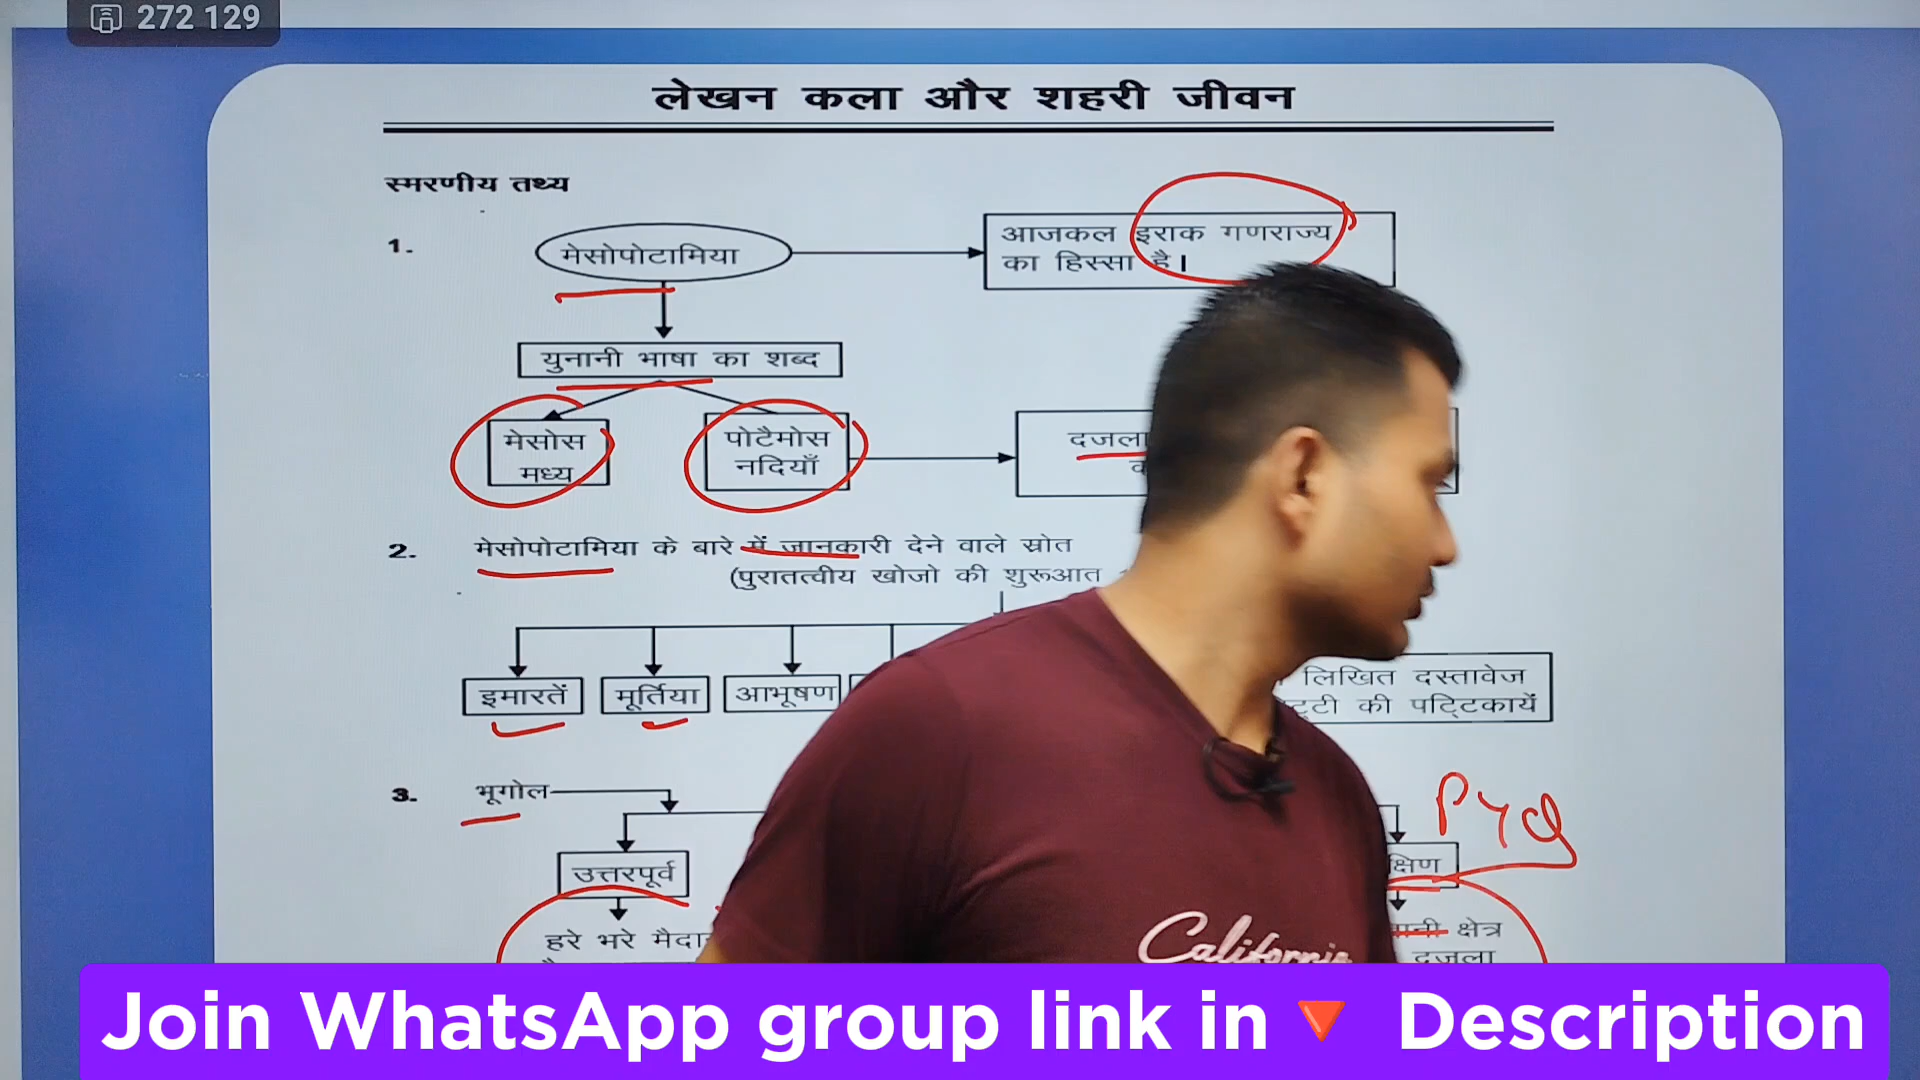 272 129
लेखन कला और शहरी जीवन
स्मरणीय तथ्य
1.
मेसोपोटामिया
आजकल इराक गणराज्य
का हिस्सा है।
युनानी भाषा का शब्द
मेसोस
मध्य
पोटैमोस
नदियाँ
दजला
2. मेसोपोटामिया के बारे में जानकारी देने वाले स्रोत
(पुरातत्वीय खोजो की शुरूआत
इमारतें
मूर्तिया
आभूषण
लिखित दस्तावेज
की पट्टिकायें
3. भूगोल
PYQ
उत्तरपूर्व
हरे भरे
क्षेत्र
दजला
California
Join WhatsApp group link in🔻 Description